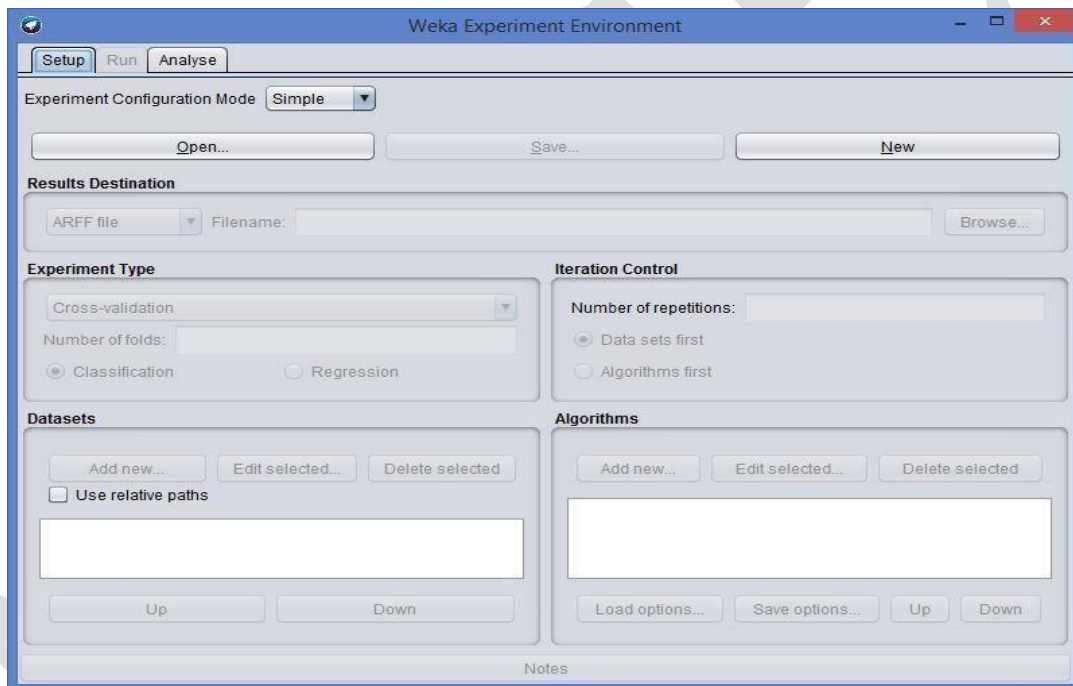 Weka Experiment Environment
Setup Run Analyse
Experiment Configuration Mode Simple
Open... Save... New
Results Destination
ARFF file Filename: Browse...
Experiment Type
Cross-validation
Number of folds:
Classification Regression
Iteration Control
Number of repetitions:
Data sets first
Algorithms first
Datasets
Add new... Edit selected... Delete selected
Use relative paths
Up Down
Algorithms
Add new... Edit selected... Delete selected
Load options... Save options... Up Down
Notes